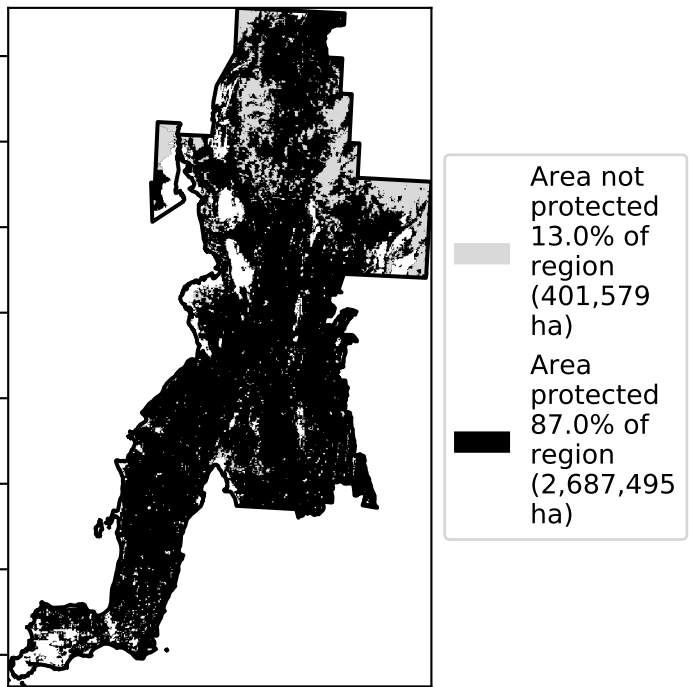 Area not
protected
13.0% of
region
(401,579
ha)
Area
protected
87.0% of
region
(2,687,495
ha)